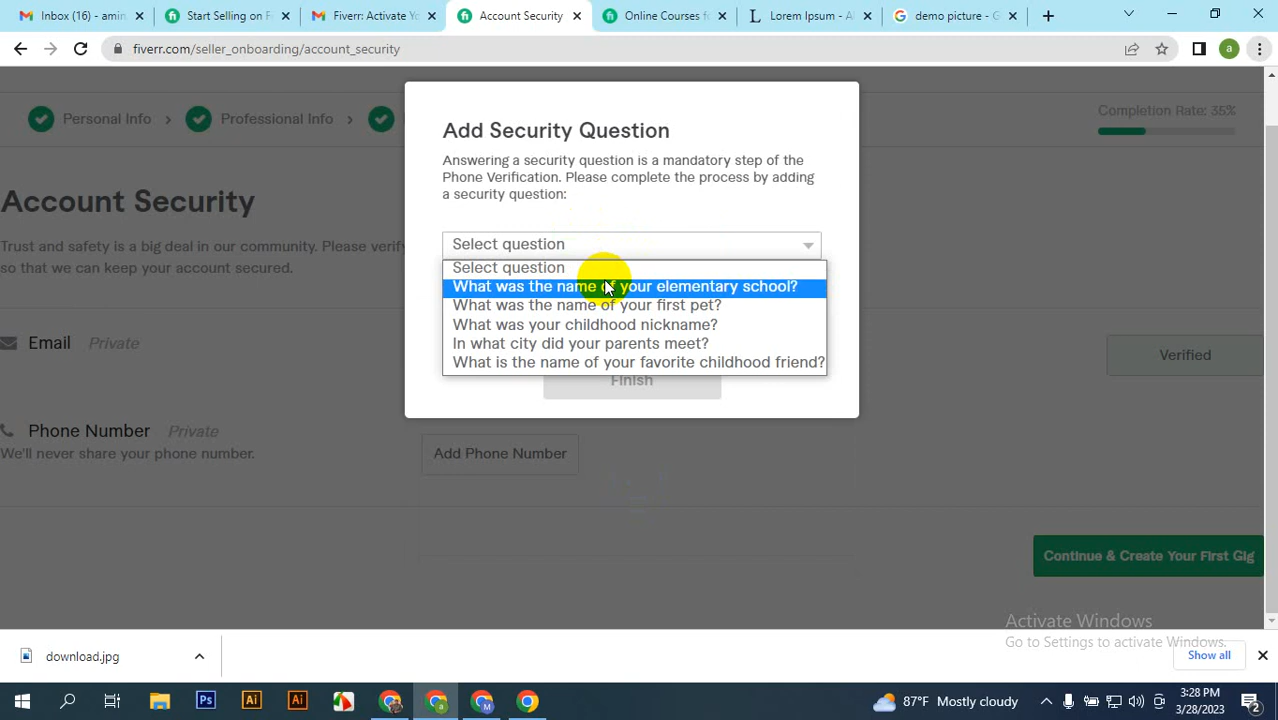 Inbox (16) - amin
Start Selling on F
Fiverr: Activate Yo
Account Security
Online Courses fo
Lorem Ipsum - Al
demo picture - G
fiverr.com/seller_onboarding/account_security
a
Personal Info
Professional Info
Completion Rate: 35%
Add Security Question
Answering a security question is a mandatory step of the
Phone Verification. Please complete the process by adding
a security question:
Account Security
Trust and safety is a big deal in our community. Please verify
so that we can keep your account secured.
Select question
Select question
What was the name of your elementary school?
What was the name of your first pet?
What was your childhood nickname?
In what city did your parents meet?
What is the name of your favorite childhood friend?
Finish
Email Private
Verified
Phone Number Private
We'll never share your phone number.
Add Phone Number
Continue & Create Your First Gig
Activate Windows
Go to Settings to activate Windows.
download.jpg
Show all
Ps
Ai
Ai
a
M
87°F Mostly cloudy
3:28 PM
3/28/2023
2